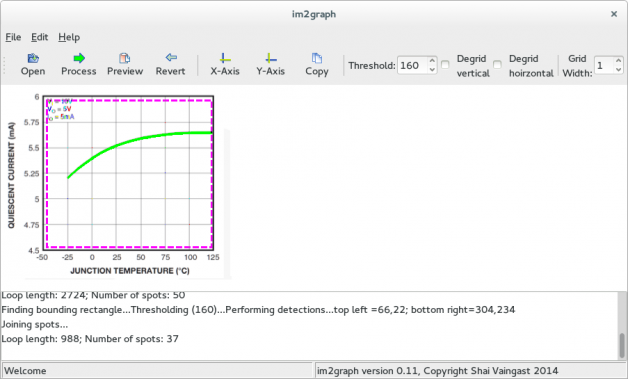 im2graph
File Edit Help
Open Process Preview Revert X-Axis Y-Axis Copy Threshold: 160 Degrid vertical Degrid hoirzontal Grid Width: 1
6
5.75
5.5
5.25
5
4.75
4.5
QUIESCENT CURRENT (mA)
-50 -25 0 25 50 75 100 125
JUNCTION TEMPERATURE (°C)
Loop length: 2724; Number of spots: 50
Finding bounding rectangle...Thresholding (160)...Performing detections...top left =66,22; bottom right=304,234
Joining spots...
Loop length: 988; Number of spots: 37
Welcome
im2graph version 0.11, Copyright Shai Vaingast 2014